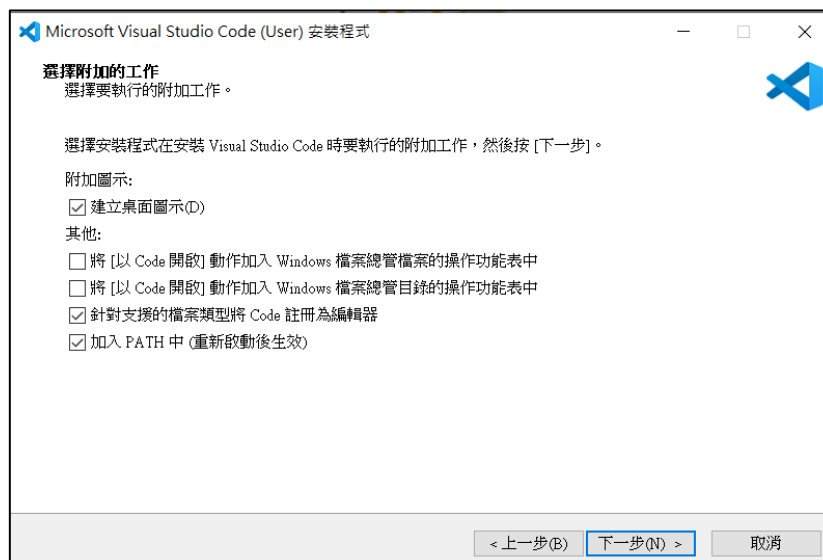 Microsoft Visual Studio Code (User) 安裝程式
選擇附加的工作
選擇要執行的附加工作。
選擇安裝程式在安裝 Visual Studio Code 時要執行的附加工作，然後按 [下一步]。
附加圖示:
建立桌面圖示(D)
其他:
將 [以 Code 開啟] 動作加入 Windows 檔案總管檔案的操作功能表中
將 [以 Code 開啟] 動作加入 Windows 檔案總管目錄的操作功能表中
針對支援的檔案類型將 Code 註冊為編輯器
加入 PATH 中 (重新啟動後生效)
< 上一步(B) 下一步(N) > 取消